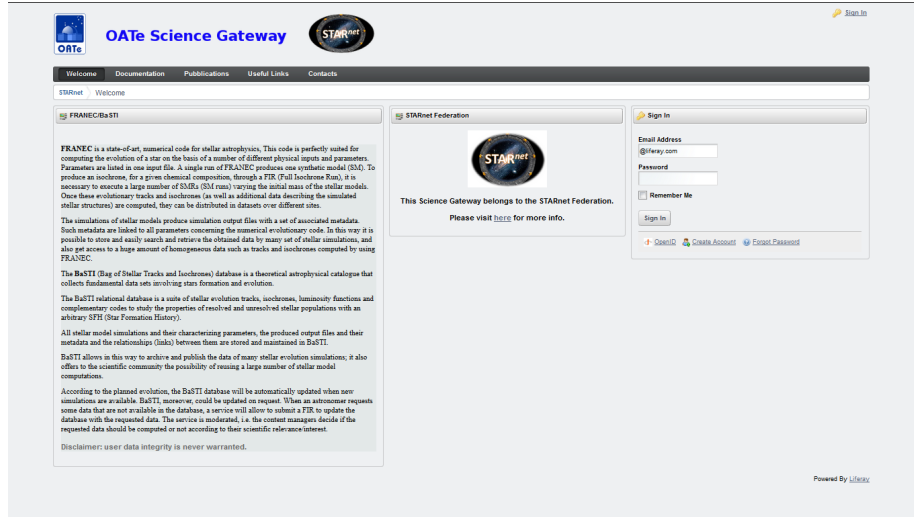 Sign In
OATe
OATe Science Gateway
STARnet
Welcome Documentation Pubblications Useful Links Contacts
STARnet Welcome
FRANEC/BaSTI
FRANEC is a state-of-art, numerical code for stellar astrophysics, This code is perfectly suited for
computing the evolution of a star on the basis of a number of different physical inputs and parameters.
Parameters are listed in one input file. A single run of FRANEC produces one synthetic model (SM). To
produce an isochrone, for a given chemical composition, through a FIR (Full Isochrone Run), it is
necessary to execute a large number of SMRs (SM runs) varying the initial mass of the stellar models.
Once these evolutionary tracks and isochrones (as well as additional data describing the simulated
stellar structures) are computed, they can be distributed in datasets over different sites.
The simulations of stellar models produce simulation output files with a set of associated metadata.
Such metadata are linked to all parameters concerning the numerical evolutionary code. In this way it is
possible to store and easily search and retrieve the obtained data by many set of stellar simulations, and
also get access to a huge amount of homogeneous data such as tracks and isochrones computed by using
FRANEC.
The BaSTI (Bag of Stellar Tracks and Isochrones) database is a theoretical astrophysical catalogue that
collects fundamental data sets involving stars formation and evolution.
The BaSTI relational database is a suite of stellar evolution tracks, isochrones, luminosity functions and
complementary codes to study the properties of resolved and unresolved stellar populations with an
arbitrary SFH (Star Formation History).
All stellar model simulations and their characterizing parameters, the produced output files and their
metadata and the relationships (links) between them are stored and maintained in BaSTI.
BaSTI allows in this way to archive and publish the data of many stellar evolution simulations; it also
offers to the scientific community the possibility of reusing a large number of stellar model
computations.
According to the planned evolution, the BaSTI database will be automatically updated when new
simulations are available. BaSTI, moreover, could be updated on request. When an astronomer requests
some data that are not available in the database, a service will allow to submit a FIR to update the
database with the requested data. The service is moderated, i.e. the content managers decide if the
requested data should be computed or not according to their scientific relevance/interest.
Disclaimer: user data integrity is never warranted.
STARnet Federation
STARnet
This Science Gateway belongs to the STARnet Federation.
Please visit here for more info.
Sign In
Email Address
@liferay.com
Password
Remember Me
Sign In
OpenID Create Account Forgot Password
Powered By Liferay